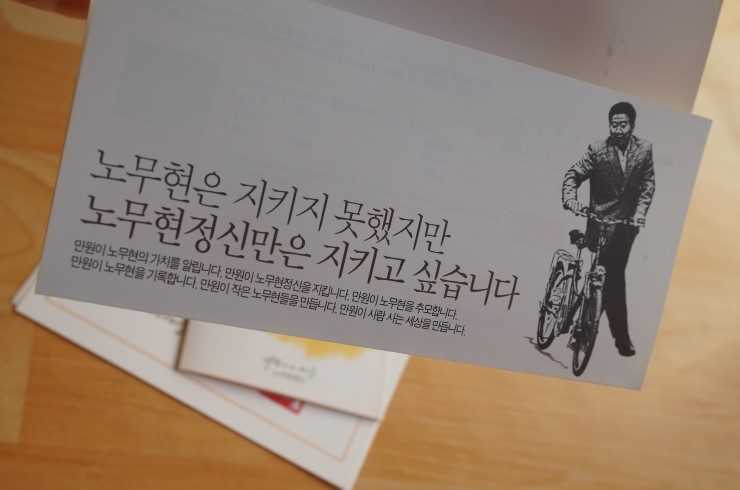 노무현은 지키지 못했지만
노무현정신만은 지키고 싶습니다
만원이 노무현의 가치를 알립니다. 만원이 노무현정신을 지킵니다. 만원이 노무현을 추모합니다.
만원이 노무현을 기록합니다. 만원이 작은 노무현들을 만듭니다. 만원이 사람 사는 세상을 만듭니다.